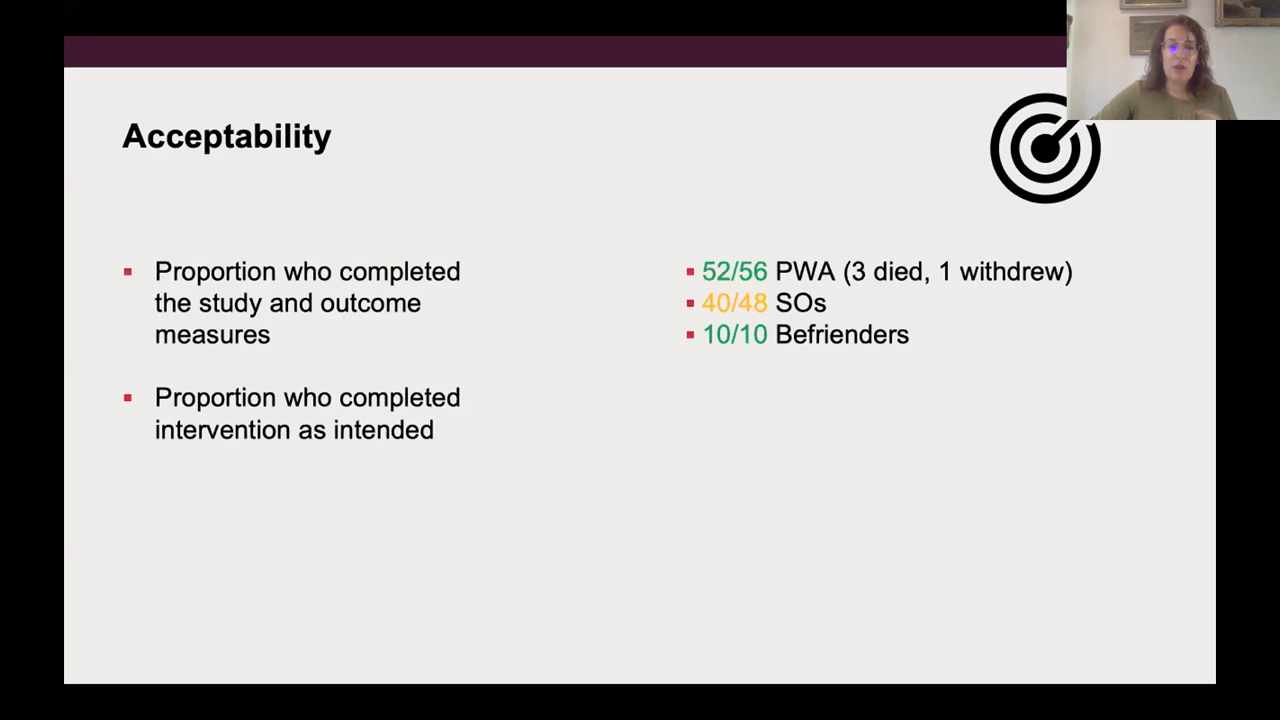 Acceptability
Proportion who completed
the study and outcome
measures
Proportion who completed
intervention as intended
52/56 PWA (3 died, 1 withdrew)
40/48 SOs
10/10 Befrienders